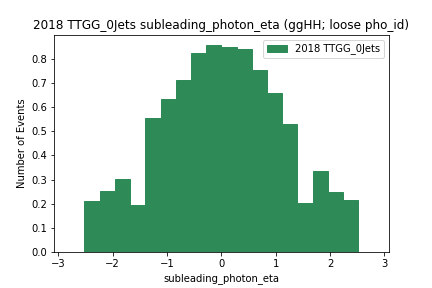 2018 TTGG_0Jets subleading_photon_eta (ggHH; loose pho_id)
2018 TTGG_0Jets
Number of Events
0.8
0.7
0.6
0.5
0.4
0.3
0.2
0.1
0.0
−3 −2 −1 0 1 2 3
subleading_photon_eta